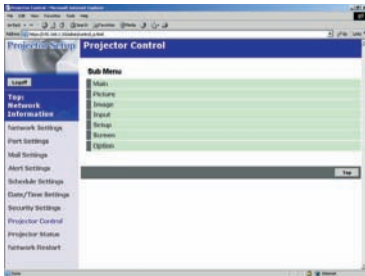 Projector Setup
Projector Control
Logoff
Top:
Network
Information
Network Settings
Port Settings
Mail Settings
Alert Settings
Schedule Settings
Date/Time Settings
Security Settings
Projector Control
Projector Status
Network Restart
Sub Menu
Main
Picture
Image
Input
Setup
Screen
Option
Top